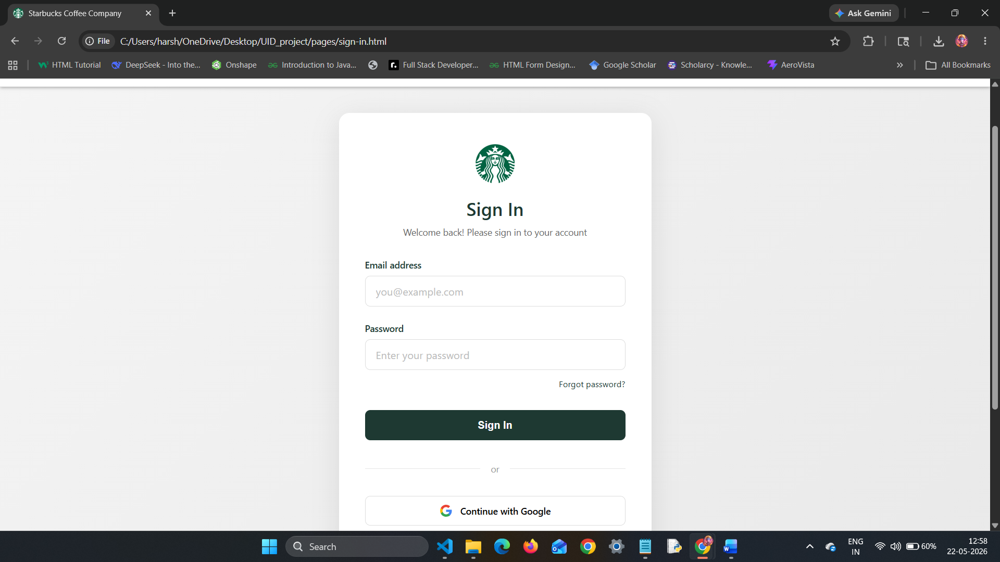 Starbucks Coffee Company
Ask Gemini
File
C:/Users/harsh/OneDrive/Desktop/UID_project/pages/sign-in.html
HTML Tutorial
DeepSeek - Into the...
Onshape
Introduction to Java...
Full Stack Developer...
HTML Form Design...
Google Scholar
Scholarcy - Knowle...
AeroVista
All Bookmarks
Sign In
Welcome back! Please sign in to your account
Email address
you@example.com
Password
Enter your password
Forgot password?
Sign In
or
Continue with Google
Search
ENG
IN
60%
12:58
22-05-2026